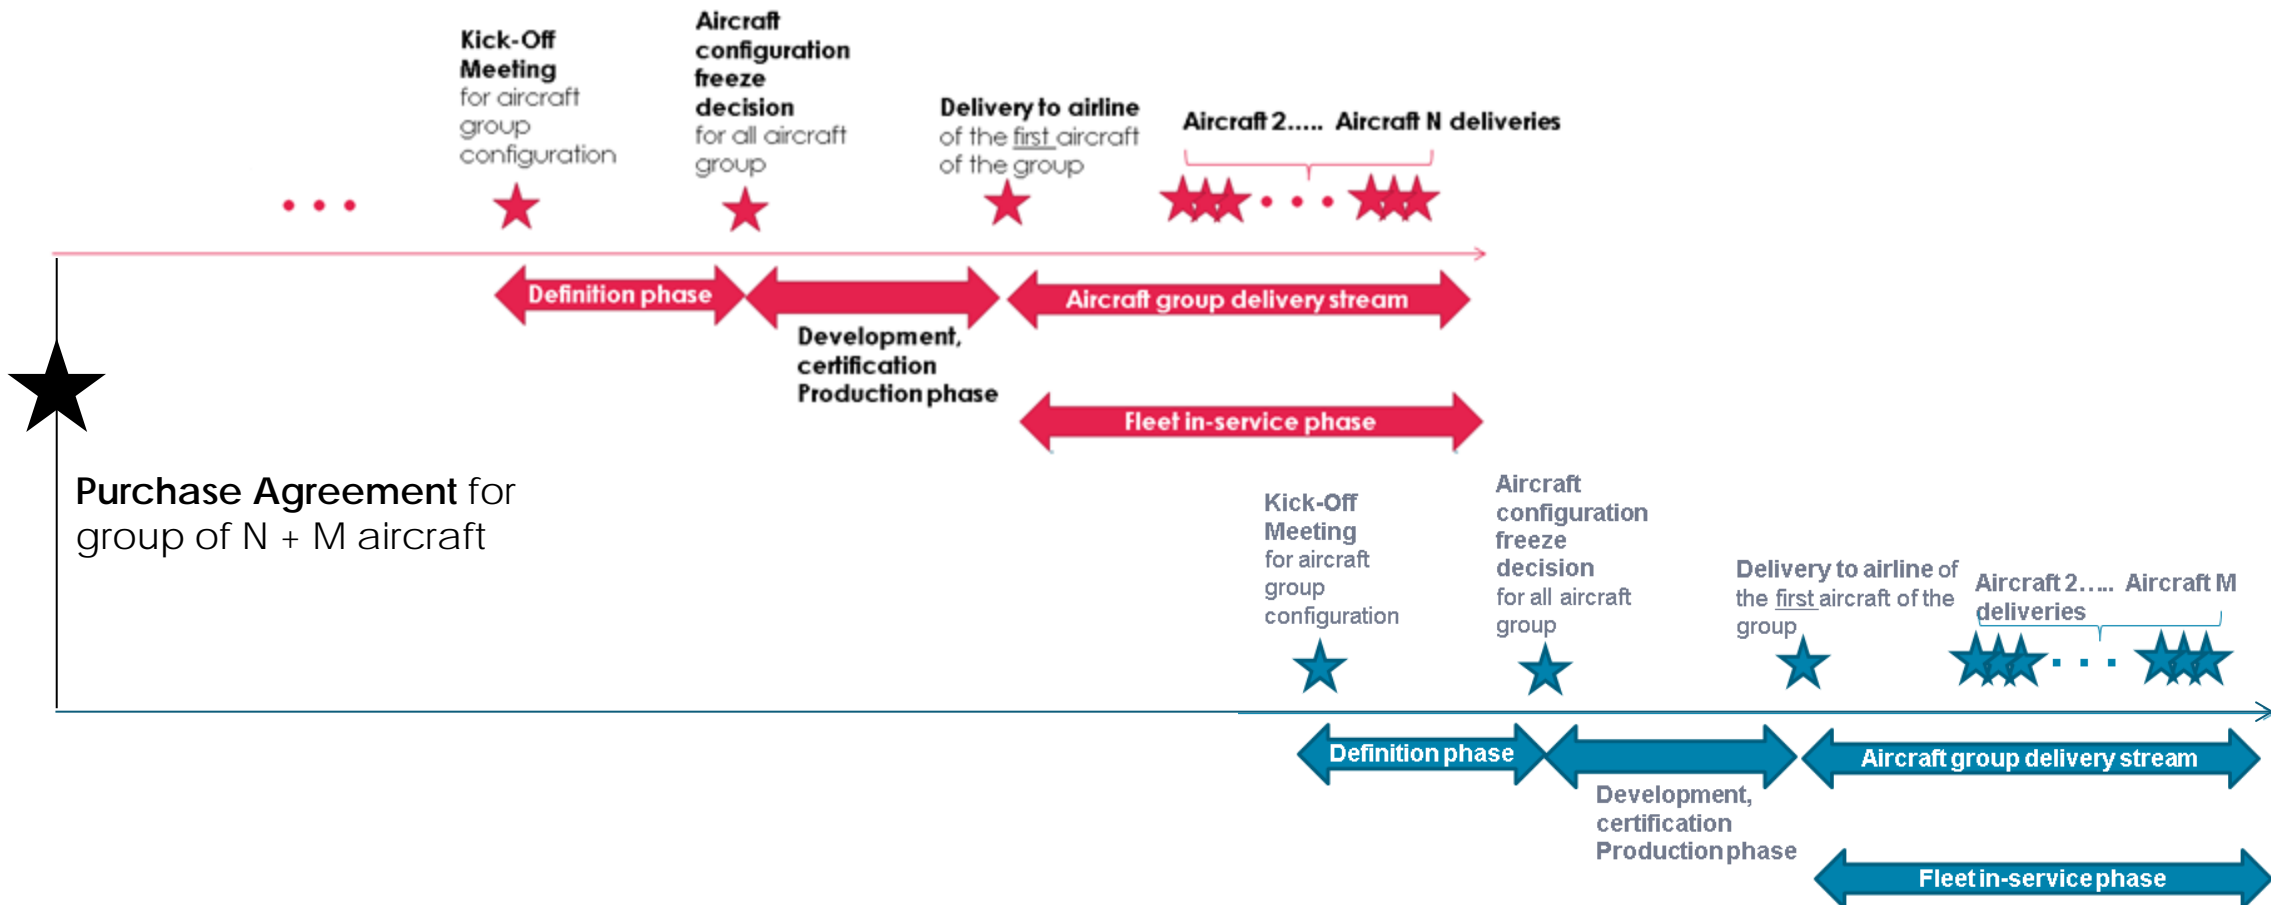 Kick-Off
Meeting
for aircraft
group
configuration
Aircraft
configuration
freeze
decision
for all aircraft
group
Delivery to airline
of the first aircraft
of the group
Aircraft 2..... Aircraft N deliveries
Definition phase
Aircraft group delivery stream
Development,
certification
Production phase
Fleet in-service phase
Purchase Agreement for
group of N + M aircraft
Kick-Off
Meeting
for aircraft
group
configuration
Aircraft
configuration
freeze
decision
for all aircraft
group
Delivery to airline of
the first aircraft of the
group
Aircraft 2..... Aircraft M
deliveries
Definition phase
Aircraft group delivery stream
Development,
certification
Production phase
Fleet in-service phase